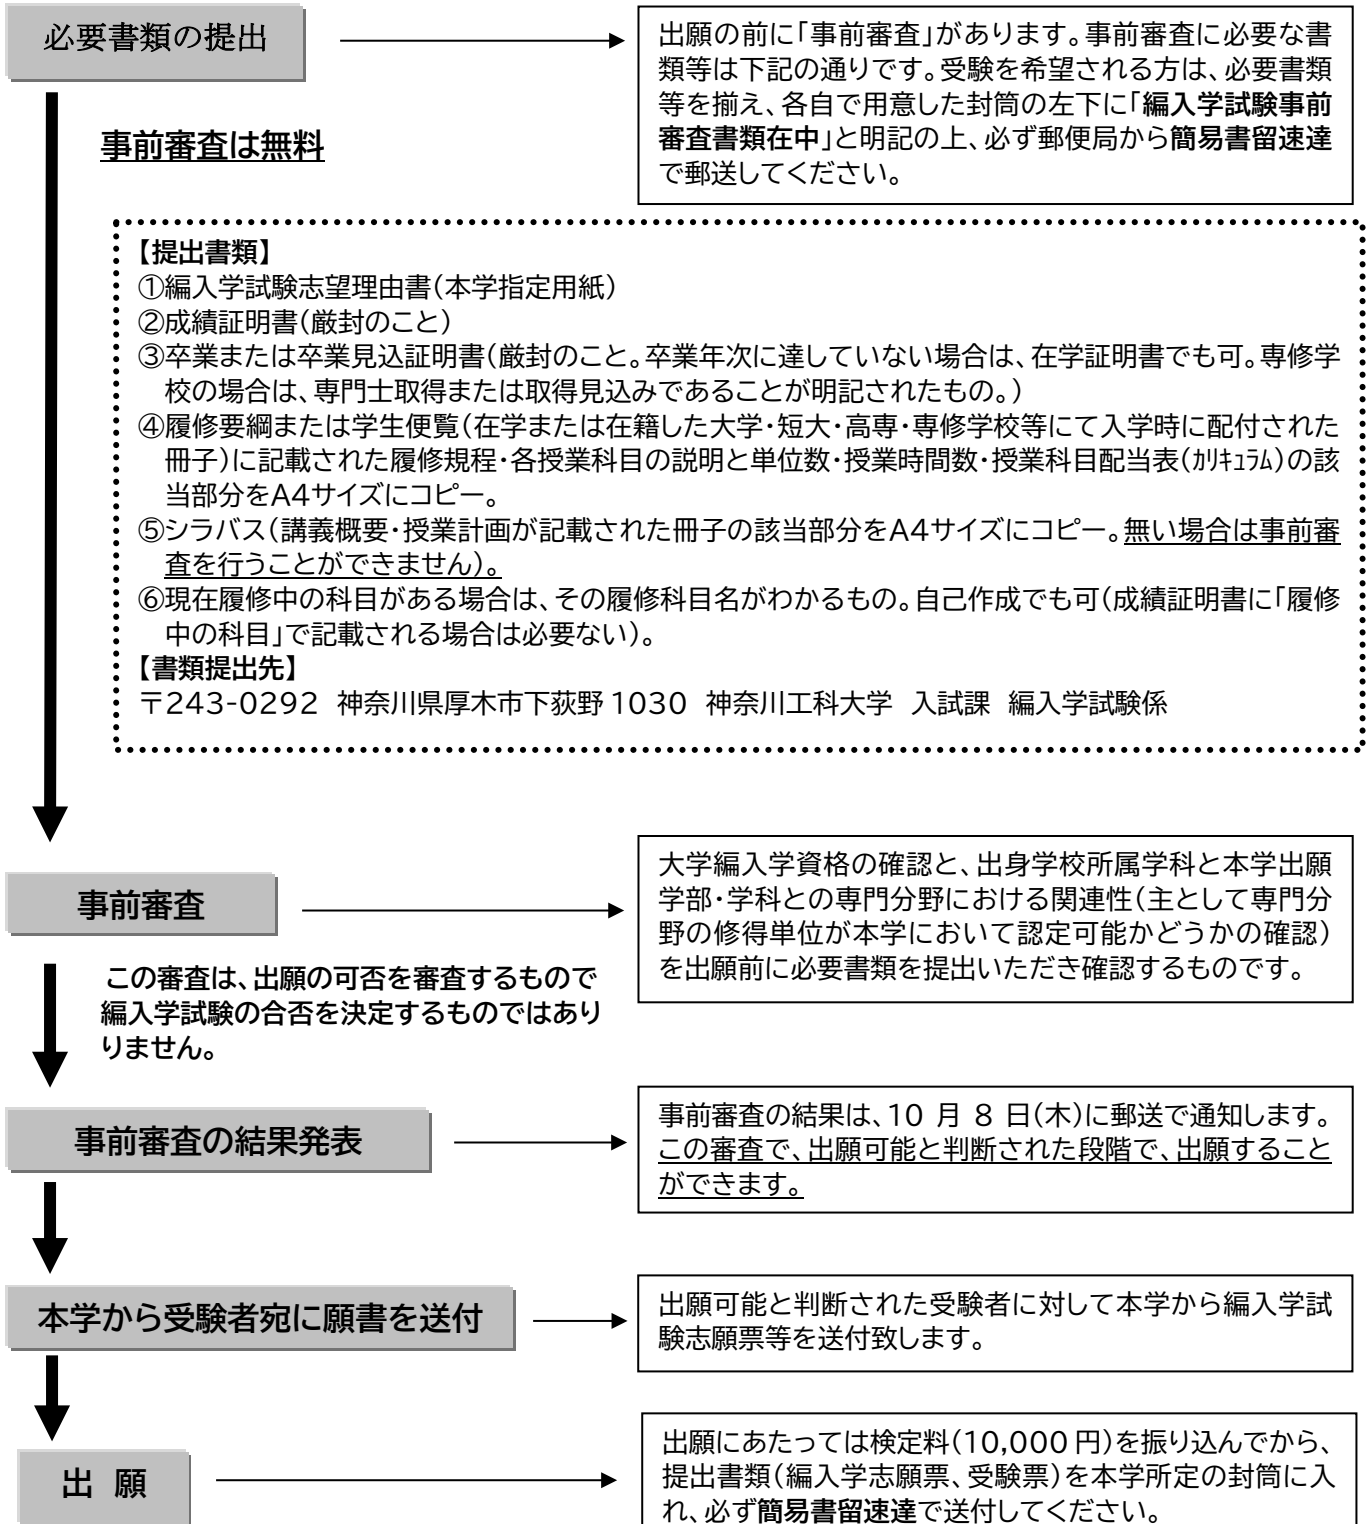 必要書類の提出
出願の前に「事前審査」があります。事前審査に必要な書
類等は下記の通りです。受験を希望される方は、必要書類
等を揃え、各自で用意した封筒の左下に「編入学試験事前
審査書類在中」と明記の上、必ず郵便局から簡易書留速達
で郵送してください。
事前審査は無料
【提出書類】
①編入学試験志望理由書(本学指定用紙)
②成績証明書(厳封のこと)
③卒業または卒業見込証明書(厳封のこと。卒業年次に達していない場合は、在学証明書でも可。専修学
校の場合は、専門士取得または取得見込みであることが明記されたもの。)
④履修要綱または学生便覧(在学または在籍した大学・短大・高専・専修学校等にて入学時に配付された
冊子)に記載された履修規程・各授業科目の説明と単位数・授業時間数・授業科目配当表(ｶﾘｷｭﾗﾑ)の該
当部分をA4サイズにコピー。
⑤シラバス(講義概要・授業計画が記載された冊子の該当部分をA4サイズにコピー。無い場合は事前審
査を行うことができません)。
⑥現在履修中の科目がある場合は、その履修科目名がわかるもの。自己作成でも可(成績証明書に「履修
中の科目」で記載される場合は必要ない)。
【書類提出先】
〒243-0292 神奈川県厚木市下荻野1030 神奈川工科大学 入試課 編入学試験係
事前審査
大学編入学資格の確認と、出身学校所属学科と本学出願
学部・学科との専門分野における関連性(主として専門分
野の修得単位が本学において認定可能かどうかの確認)
を出願前に必要書類を提出いただき確認するものです。
この審査は、出願の可否を審査するもので
編入学試験の合否を決定するものではあり
りません。
事前審査の結果発表
事前審査の結果は、10 月 8 日(木)に郵送で通知します。
この審査で、出願可能と判断された段階で、出願すること
ができます。
本学から受験者宛に願書を送付
出願可能と判断された受験者に対して本学から編入学試
験志願票等を送付致します。
出 願
出願にあたっては検定料(10,000円)を振り込んでから、
提出書類(編入学志願票、受験票)を本学所定の封筒に入
れ、必ず簡易書留速達で送付してください。